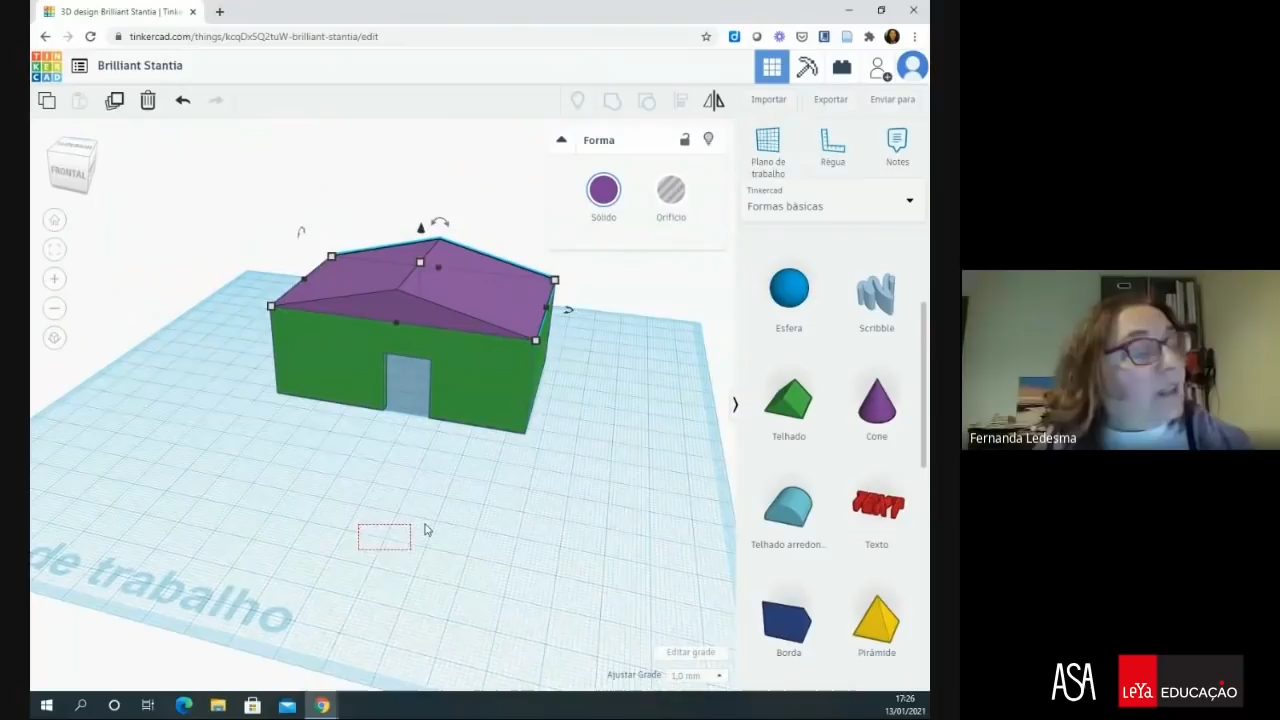 3D design Brilliant Stantia | Tink
tinkercad.com/things/kcqDx5Q2tuW-brilliant-stantia/edit
TIN
KER
CAD
Brilliant Stantia
Importar
Exportar
Enviar para
Forma
Sólido
Orifício
Plano de
trabalho
Régua
Notes
Tinkercad
Formas básicas
SUPERIOR
FRONTAL
Esfera
Scribble
Telhado
Cone
TEXT
Telhado arredon...
Texto
Borda
Pirâmide
de trabalho
Editar grade
Ajustar Grade
1,0 mm
17:26
13/01/2021
Fernanda Ledesma
ASA
LEYa
EDUCAÇÃO